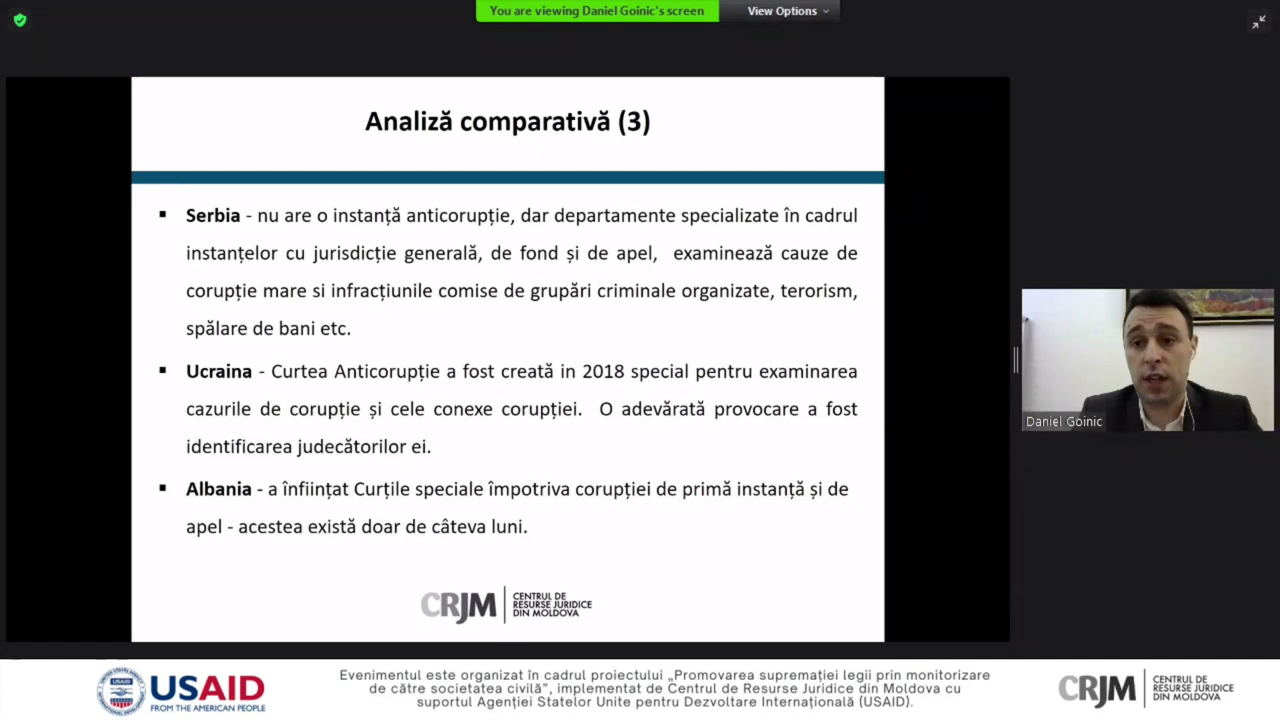 You are viewing Daniel Goinic's screen
View Options
Analiză comparativă (3)
▪ Serbia - nu are o instanță anticorupție, dar departamente specializate în cadrul
instanțelor cu jurisdicție generală, de fond și de apel, examinează cauze de
corupție mare si infracțiunile comise de grupări criminale organizate, terorism,
spălare de bani etc.
▪ Ucraina - Curtea Anticorupție a fost creată in 2018 special pentru examinarea
cazurile de corupție și cele conexe corupției. O adevărată provocare a fost
identificarea judecătorilor ei.
▪ Albania - a înființat Curțile speciale împotriva corupției de primă instanță și de
apel - acestea există doar de câteva luni.
CRJM
CENTRUL DE
RESURSE JURIDICE
DIN MOLDOVA
Daniel Goinic
USAID
USAID
FROM THE AMERICAN PEOPLE
Evenimentul este organizat în cadrul proiectului „Promovarea supremației legii prin monitorizare
de către societatea civilă”, implementat de Centrul de Resurse Juridice din Moldova cu
suportul Agenției Statelor Unite pentru Dezvoltare Internațională (USAID).
CRJM
CENTRUL DE
RESURSE JURIDICE
DIN MOLDOVA